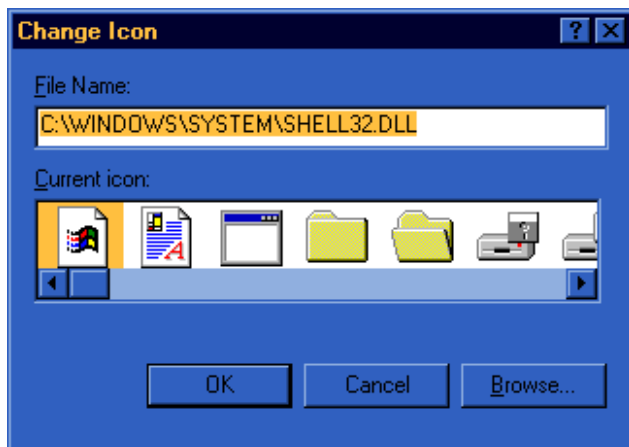 Change Icon
File Name:
C:\WINDOWS\SYSTEM\SHELL32.DLL
Current icon:
OK Cancel Browse...